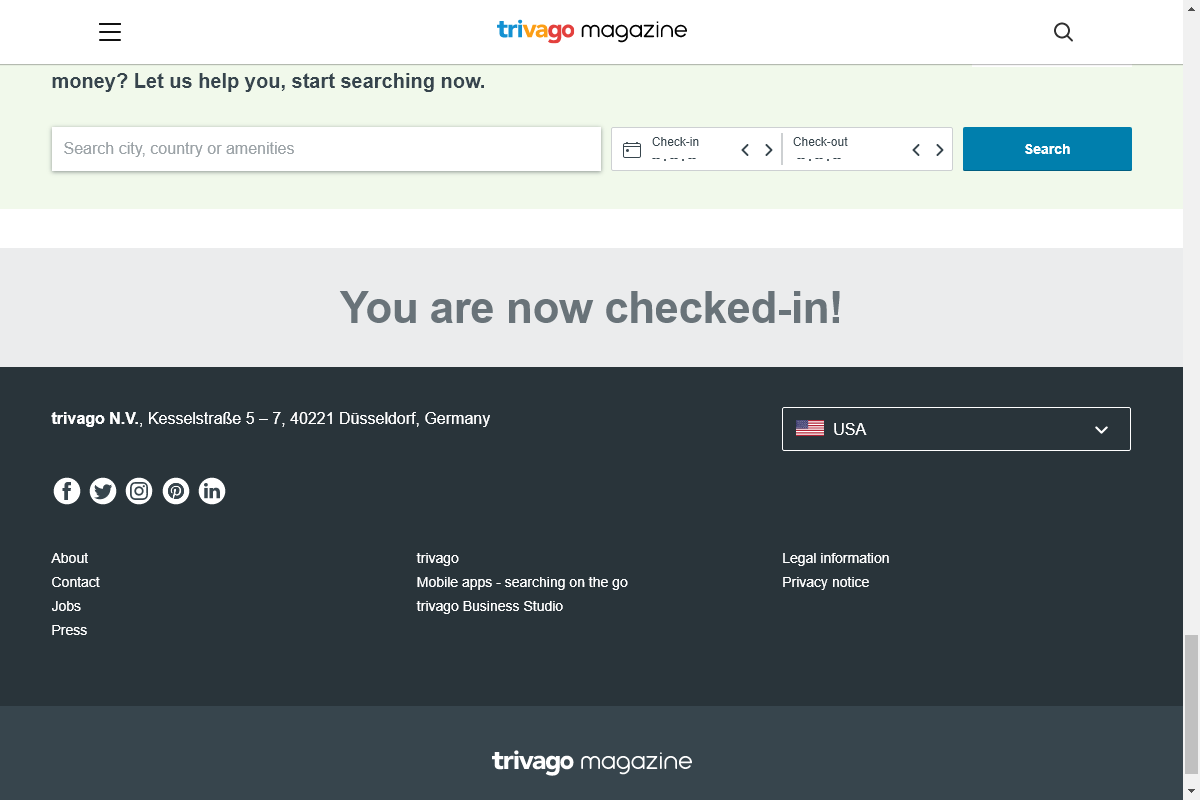 trivago magazine
money? Let us help you, start searching now.
Search city, country or amenities
Check-in
-- . -- . --
Check-out
-- . -- . --
Search
You are now checked-in!
trivago N.V., Kesselstraße 5 – 7, 40221 Düsseldorf, Germany
USA
About
Contact
Jobs
Press
trivago
Mobile apps - searching on the go
trivago Business Studio
Legal information
Privacy notice
trivago magazine